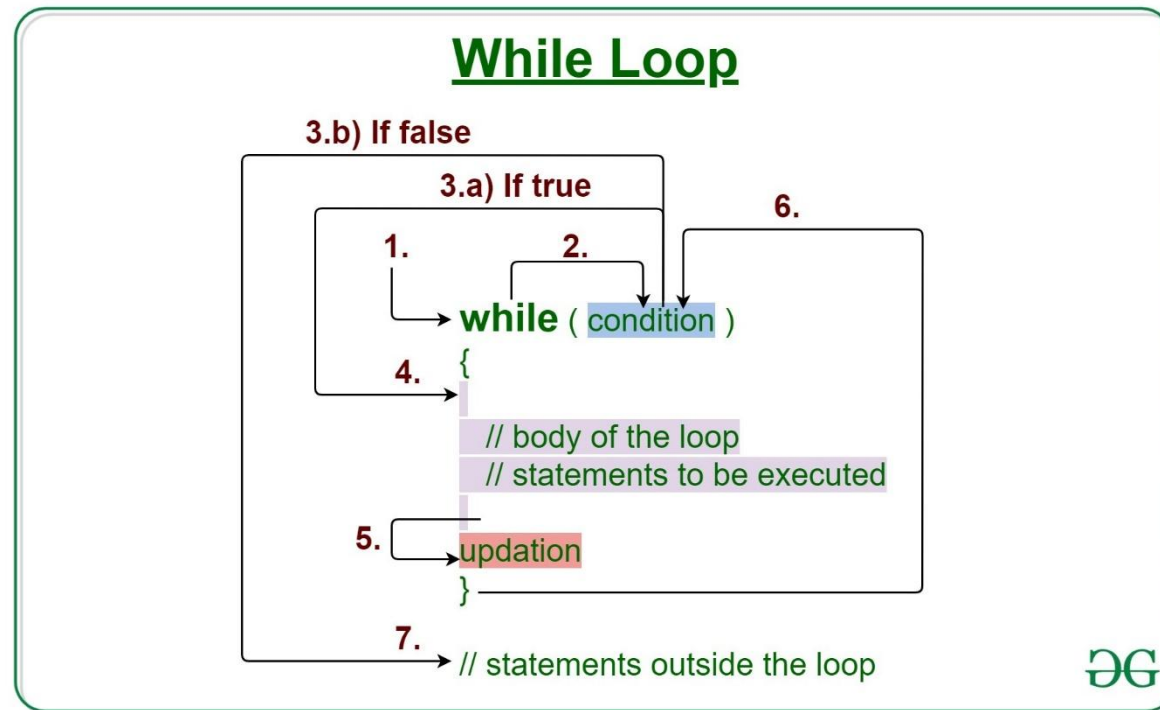 While Loop
3.b) If false
3.a) If true
6.
1.
2.
while ( condition )
{
4.
// body of the loop
// statements to be executed
5.
updation
}
7.
// statements outside the loop